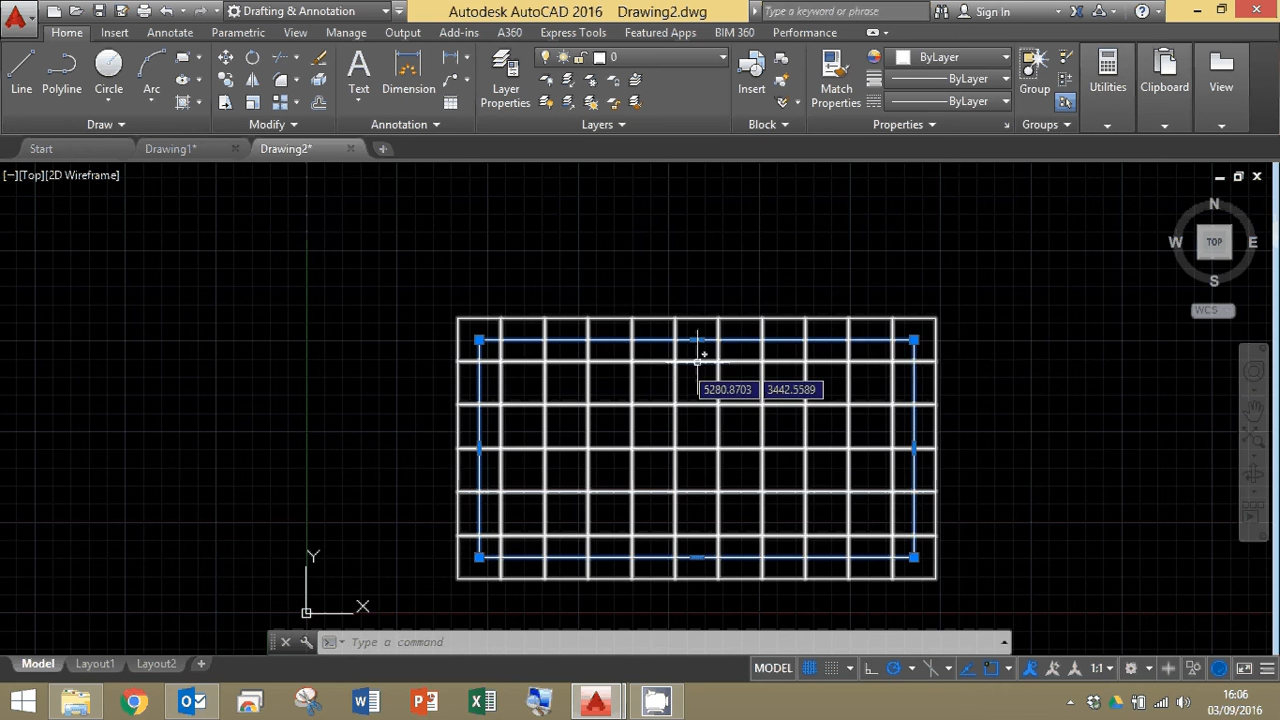 Drafting & Annotation
Autodesk AutoCAD 2016 Drawing2.dwg
Type a keyword or phrase
Sign In
Home Insert Annotate Parametric View Manage Output Add-ins A360 Express Tools Featured Apps BIM 360 Performance
Line Polyline Circle Arc
Text Dimension
Layer Properties
0
Insert
Match Properties
ByLayer
ByLayer
ByLayer
Group
Utilities
Clipboard
View
Draw Modify Annotation Layers Block Properties Groups
Start Drawing1* Drawing2*
[−][Top][2D Wireframe]
N
W TOP E
S
WCS
5280.8703 3442.5589
Y
X
Type a command
Model Layout1 Layout2
MODEL
1:1
16:06
03/09/2016